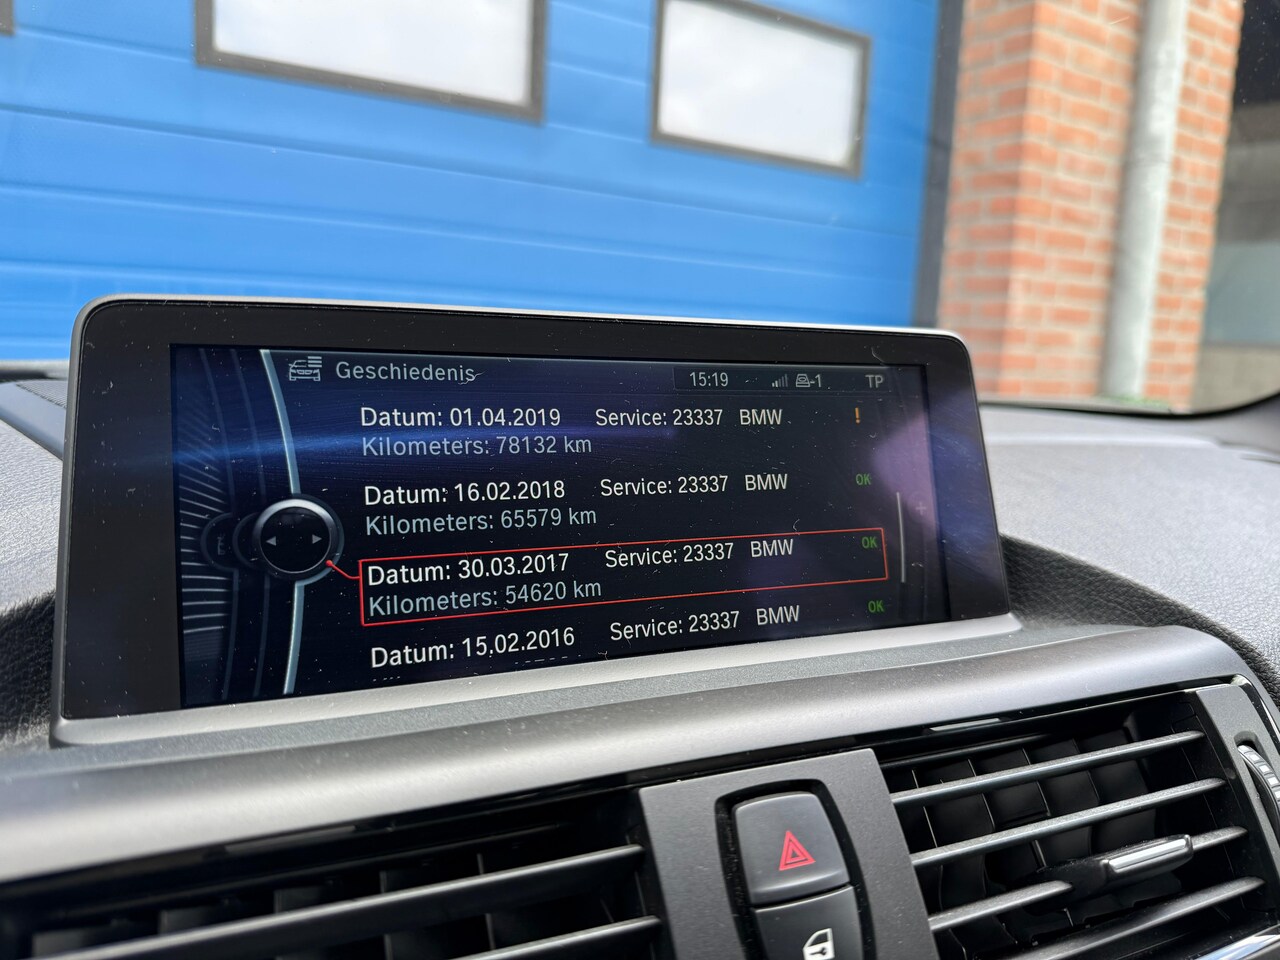 Geschiedenis 15:19 -1 TP
Datum: 01.04.2019 Service: 23337 BMW !
Kilometers: 78132 km
Datum: 16.02.2018 Service: 23337 BMW OK
Kilometers: 65579 km
Datum: 30.03.2017 Service: 23337 BMW OK
Kilometers: 54620 km
Datum: 15.02.2016 Service: 23337 BMW OK